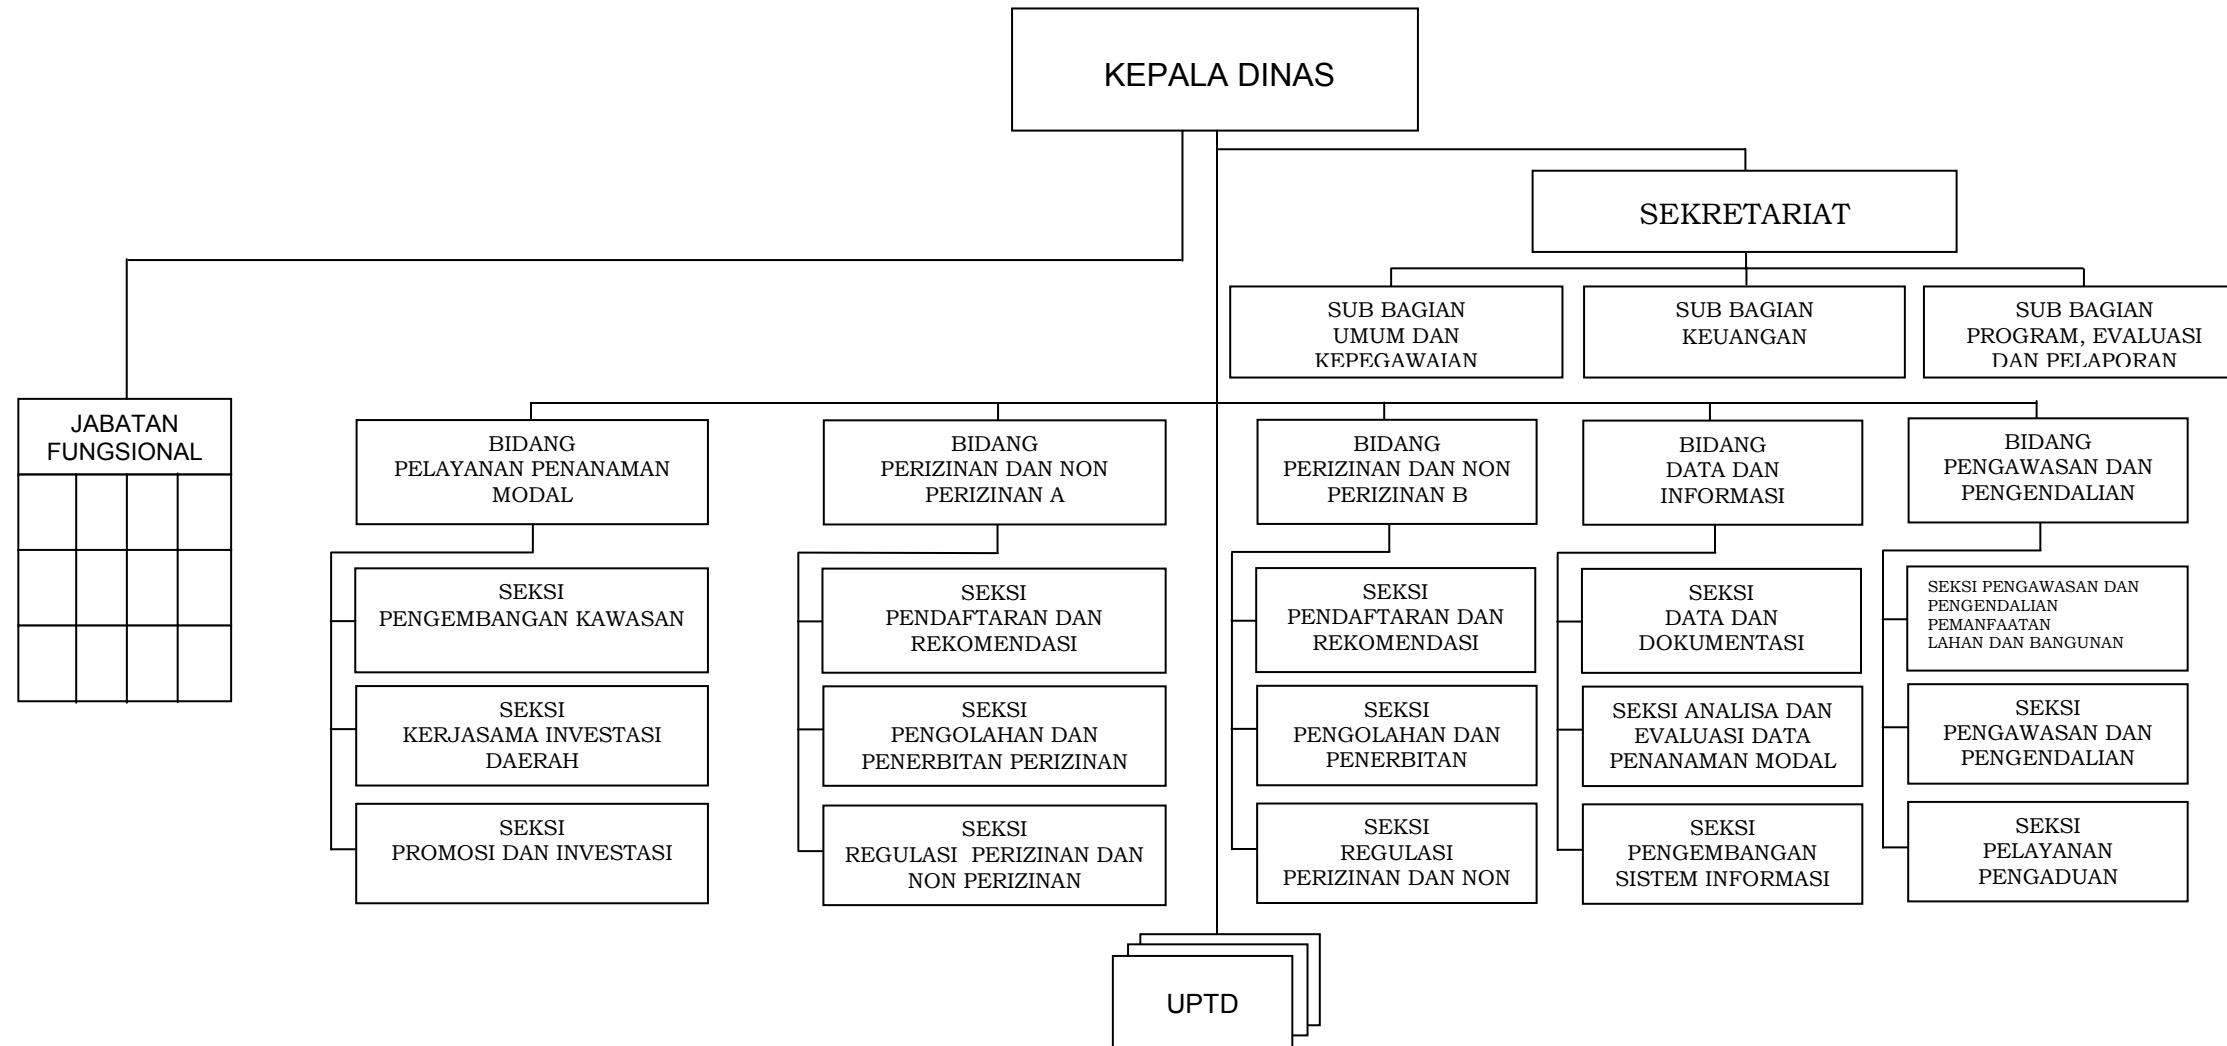 KEPALA DINAS
SEKRETARIAT
SUB BAGIAN
UMUM DAN
KEPEGAWAIAN
SUB BAGIAN
KEUANGAN
SUB BAGIAN
PROGRAM, EVALUASI
DAN PELAPORAN
JABATAN
FUNGSIONAL
BIDANG
PELAYANAN PENANAMAN
MODAL
BIDANG
PERIZINAN DAN NON
PERIZINAN A
BIDANG
PERIZINAN DAN NON
PERIZINAN B
BIDANG
DATA DAN
INFORMASI
BIDANG
PENGAWASAN DAN
PENGENDALIAN
SEKSI
PENGEMBANGAN KAWASAN
SEKSI
PENDAFTARAN DAN
REKOMENDASI
SEKSI
PENDAFTARAN DAN
REKOMENDASI
SEKSI
DATA DAN
DOKUMENTASI
SEKSI PENGAWASAN DAN
PENGENDALIAN
PEMANFAATAN
LAHAN DAN BANGUNAN
SEKSI
KERJASAMA INVESTASI
DAERAH
SEKSI
PENGOLAHAN DAN
PENERBITAN PERIZINAN
SEKSI
PENGOLAHAN DAN
PENERBITAN
SEKSI ANALISA DAN
EVALUASI DATA
PENANAMAN MODAL
SEKSI
PENGAWASAN DAN
PENGENDALIAN
SEKSI
PROMOSI DAN INVESTASI
SEKSI
REGULASI  PERIZINAN DAN
NON PERIZINAN
SEKSI
REGULASI
PERIZINAN DAN NON
SEKSI
PENGEMBANGAN
SISTEM INFORMASI
SEKSI
PELAYANAN
PENGADUAN
UPTD